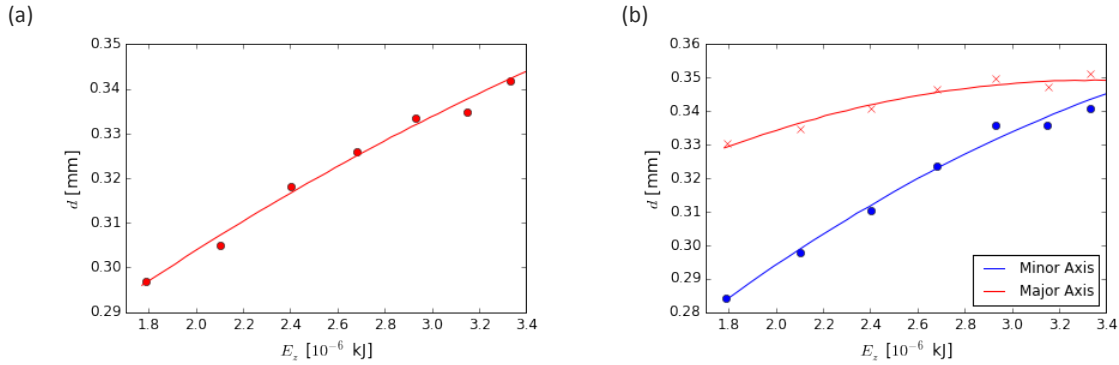 (a)
0.35
0.34
0.33
0.32
0.31
0.30
0.29
d [mm]
1.8 2.0 2.2 2.4 2.6 2.8 3.0 3.2 3.4
E_z [10⁻⁶ kJ]
(b)
0.36
0.35
0.34
0.33
0.32
0.31
0.30
0.29
0.28
d [mm]
Minor Axis
Major Axis
1.8 2.0 2.2 2.4 2.6 2.8 3.0 3.2 3.4
E_z [10⁻⁶ kJ]